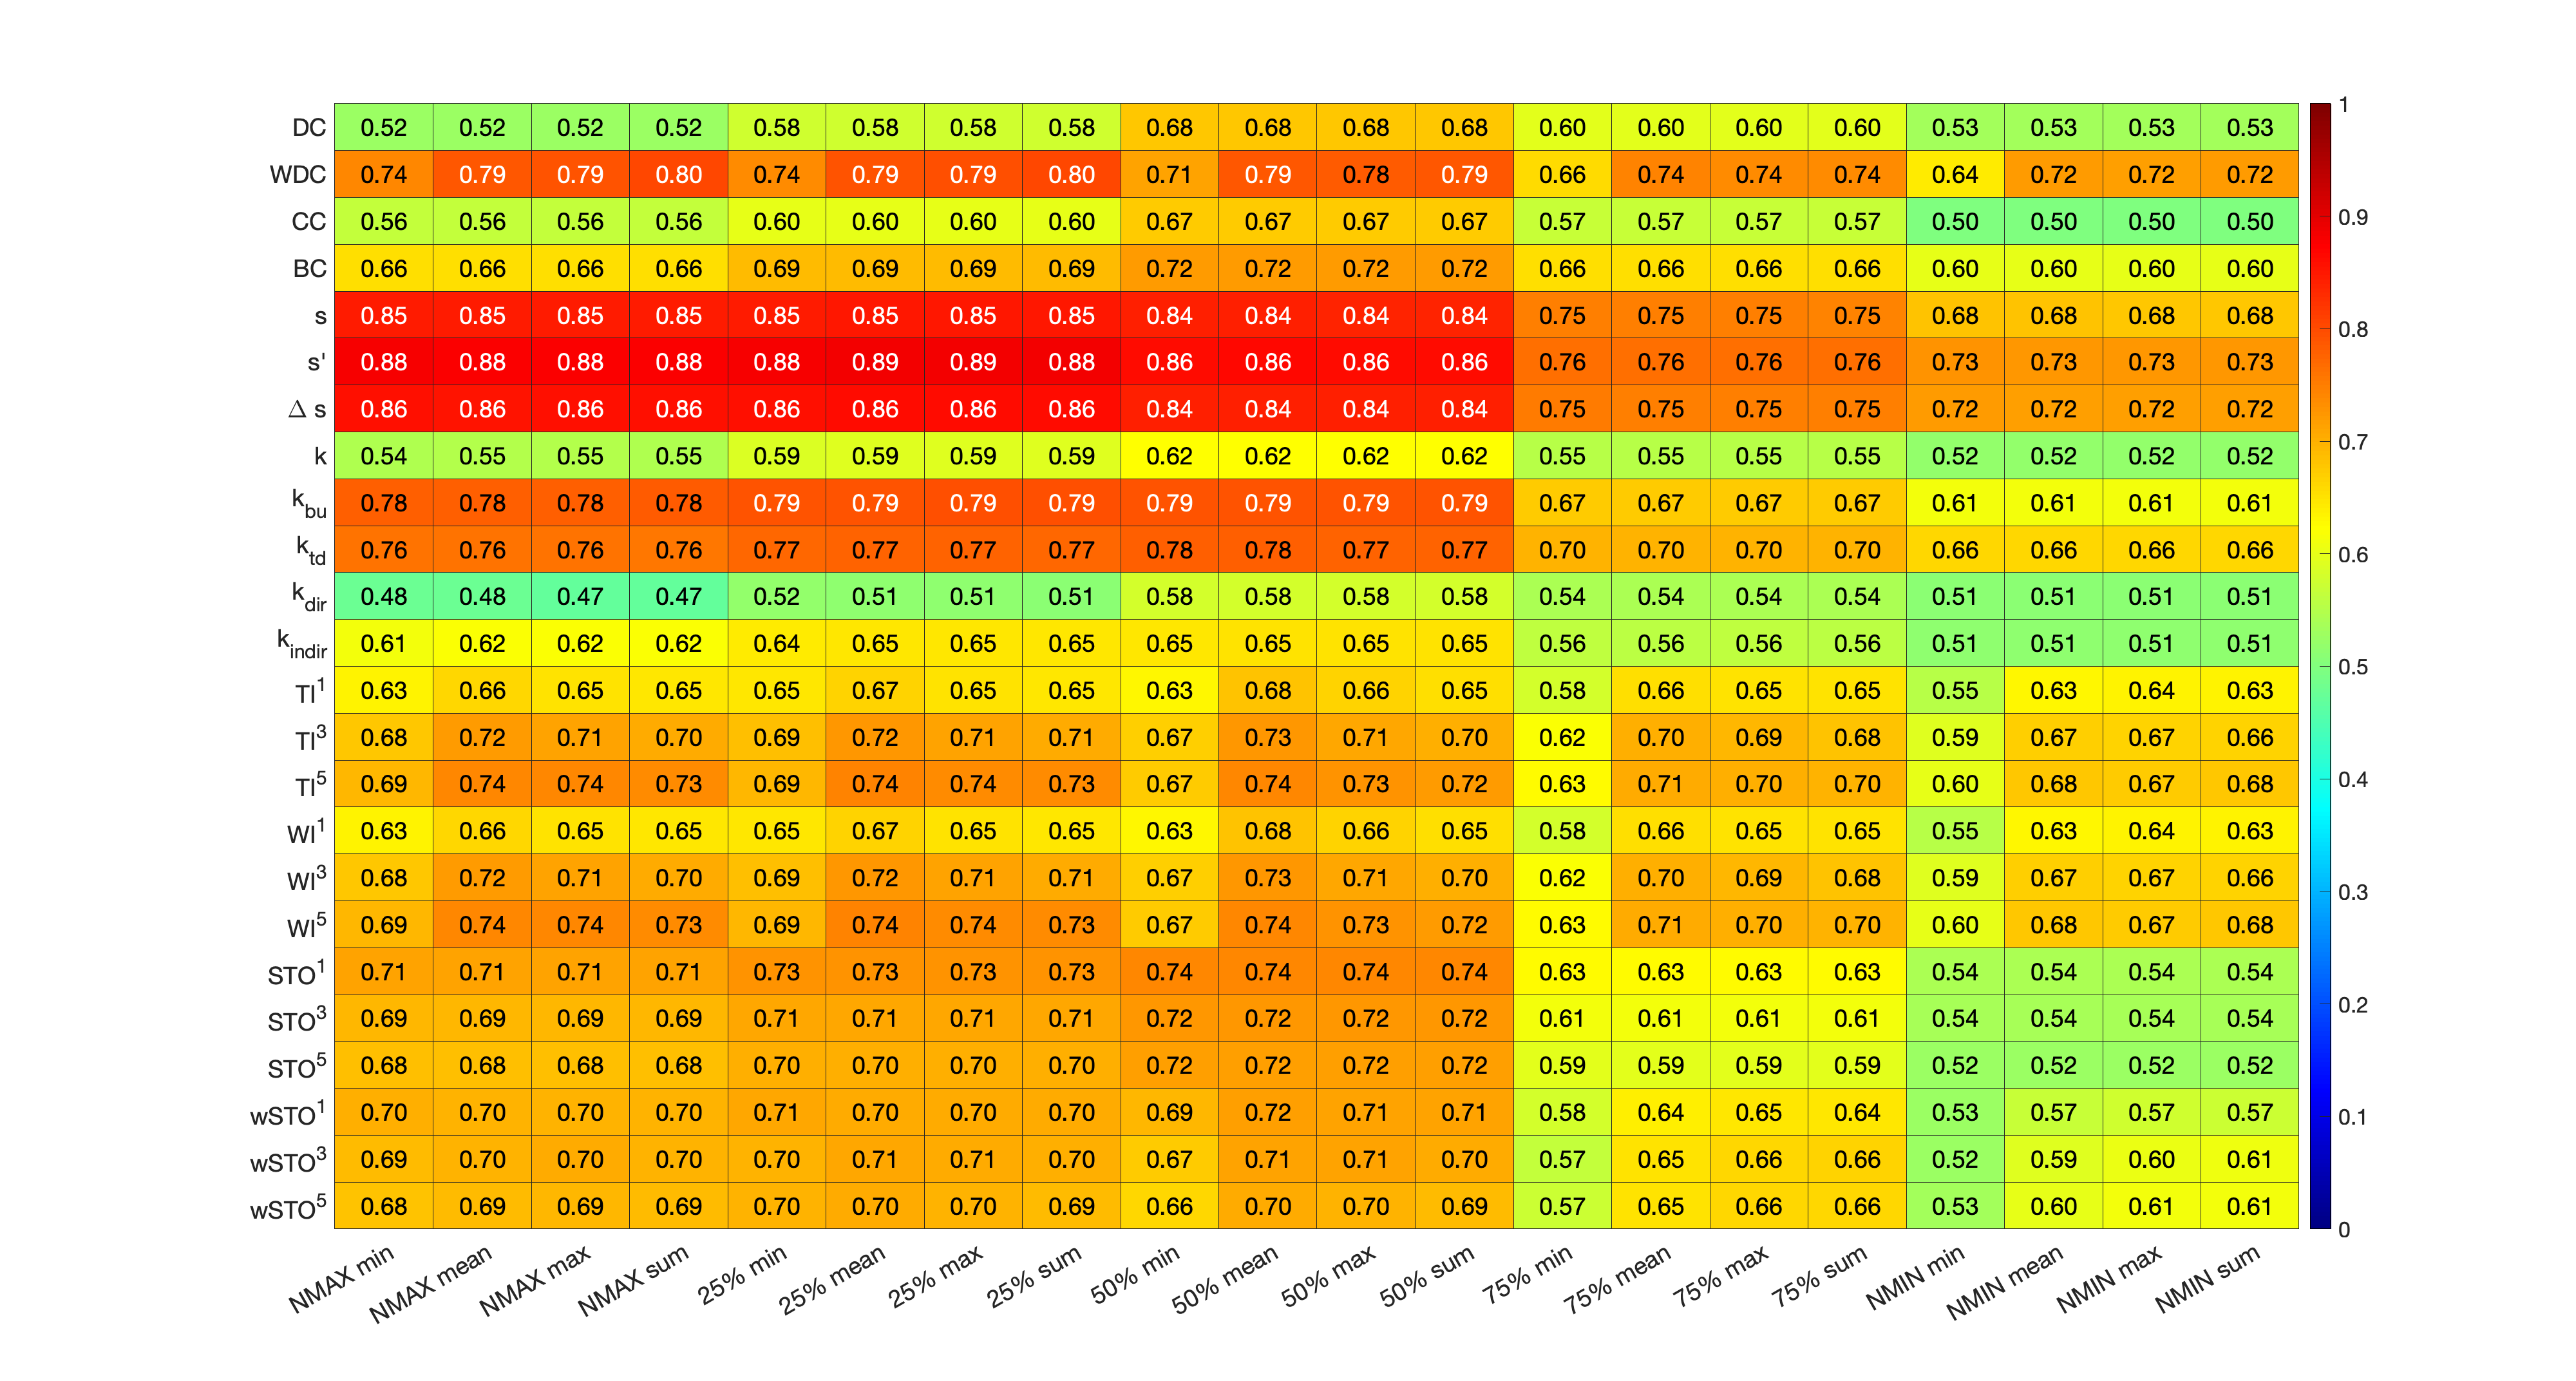 DC 0.52 0.52 0.52 0.52 0.58 0.58 0.58 0.58 0.68 0.68 0.68 0.68 0.60 0.60 0.60 0.60 0.53 0.53 0.53 0.53
WDC 0.74 0.79 0.79 0.80 0.74 0.79 0.79 0.80 0.71 0.79 0.78 0.79 0.66 0.74 0.74 0.74 0.64 0.72 0.72 0.72
CC 0.56 0.56 0.56 0.56 0.60 0.60 0.60 0.60 0.67 0.67 0.67 0.67 0.57 0.57 0.57 0.57 0.50 0.50 0.50 0.50
BC 0.66 0.66 0.66 0.66 0.69 0.69 0.69 0.69 0.72 0.72 0.72 0.72 0.66 0.66 0.66 0.66 0.60 0.60 0.60 0.60
s 0.85 0.85 0.85 0.85 0.85 0.85 0.85 0.85 0.84 0.84 0.84 0.84 0.75 0.75 0.75 0.75 0.68 0.68 0.68 0.68
s' 0.88 0.88 0.88 0.88 0.88 0.89 0.89 0.88 0.86 0.86 0.86 0.86 0.76 0.76 0.76 0.76 0.73 0.73 0.73 0.73
Δ s 0.86 0.86 0.86 0.86 0.86 0.86 0.86 0.86 0.84 0.84 0.84 0.84 0.75 0.75 0.75 0.75 0.72 0.72 0.72 0.72
k 0.54 0.55 0.55 0.55 0.59 0.59 0.59 0.59 0.62 0.62 0.62 0.62 0.55 0.55 0.55 0.55 0.52 0.52 0.52 0.52
k_bu 0.78 0.78 0.78 0.78 0.79 0.79 0.79 0.79 0.79 0.79 0.79 0.79 0.67 0.67 0.67 0.67 0.61 0.61 0.61 0.61
k_td 0.76 0.76 0.76 0.76 0.77 0.77 0.77 0.77 0.78 0.78 0.77 0.77 0.70 0.70 0.70 0.70 0.66 0.66 0.66 0.66
k_dir 0.48 0.48 0.47 0.47 0.52 0.51 0.51 0.51 0.58 0.58 0.58 0.58 0.54 0.54 0.54 0.54 0.51 0.51 0.51 0.51
k_indir 0.61 0.62 0.62 0.62 0.64 0.65 0.65 0.65 0.65 0.65 0.65 0.65 0.56 0.56 0.56 0.56 0.51 0.51 0.51 0.51
TI¹ 0.63 0.66 0.65 0.65 0.65 0.67 0.65 0.65 0.63 0.68 0.66 0.65 0.58 0.66 0.65 0.65 0.55 0.63 0.64 0.63
TI³ 0.68 0.72 0.71 0.70 0.69 0.72 0.71 0.71 0.67 0.73 0.71 0.70 0.62 0.70 0.69 0.68 0.59 0.67 0.67 0.66
TI⁵ 0.69 0.74 0.74 0.73 0.69 0.74 0.74 0.73 0.67 0.74 0.73 0.72 0.63 0.71 0.70 0.70 0.60 0.68 0.67 0.68
WI¹ 0.63 0.66 0.65 0.65 0.65 0.67 0.65 0.65 0.63 0.68 0.66 0.65 0.58 0.66 0.65 0.65 0.55 0.63 0.64 0.63
WI³ 0.68 0.72 0.71 0.70 0.69 0.72 0.71 0.71 0.67 0.73 0.71 0.70 0.62 0.70 0.69 0.68 0.59 0.67 0.67 0.66
WI⁵ 0.69 0.74 0.74 0.73 0.69 0.74 0.74 0.73 0.67 0.74 0.73 0.72 0.63 0.71 0.70 0.70 0.60 0.68 0.67 0.68
STO¹ 0.71 0.71 0.71 0.71 0.73 0.73 0.73 0.73 0.74 0.74 0.74 0.74 0.63 0.63 0.63 0.63 0.54 0.54 0.54 0.54
STO³ 0.69 0.69 0.69 0.69 0.71 0.71 0.71 0.71 0.72 0.72 0.72 0.72 0.61 0.61 0.61 0.61 0.54 0.54 0.54 0.54
STO⁵ 0.68 0.68 0.68 0.68 0.70 0.70 0.70 0.70 0.72 0.72 0.72 0.72 0.59 0.59 0.59 0.59 0.52 0.52 0.52 0.52
wSTO¹ 0.70 0.70 0.70 0.70 0.71 0.70 0.70 0.70 0.69 0.72 0.71 0.71 0.58 0.64 0.65 0.64 0.53 0.57 0.57 0.57
wSTO³ 0.69 0.70 0.70 0.70 0.70 0.71 0.71 0.70 0.67 0.71 0.71 0.70 0.57 0.65 0.66 0.66 0.52 0.59 0.60 0.61
wSTO⁵ 0.68 0.69 0.69 0.69 0.70 0.70 0.70 0.69 0.66 0.70 0.70 0.69 0.57 0.65 0.66 0.66 0.53 0.60 0.61 0.61
NMAX min NMAX mean NMAX max NMAX sum 25% min 25% mean 25% max 25% sum 50% min 50% mean 50% max 50% sum 75% min 75% mean 75% max 75% sum NMIN min NMIN mean NMIN max NMIN sum
1
0.9
0.8
0.7
0.6
0.5
0.4
0.3
0.2
0.1
0